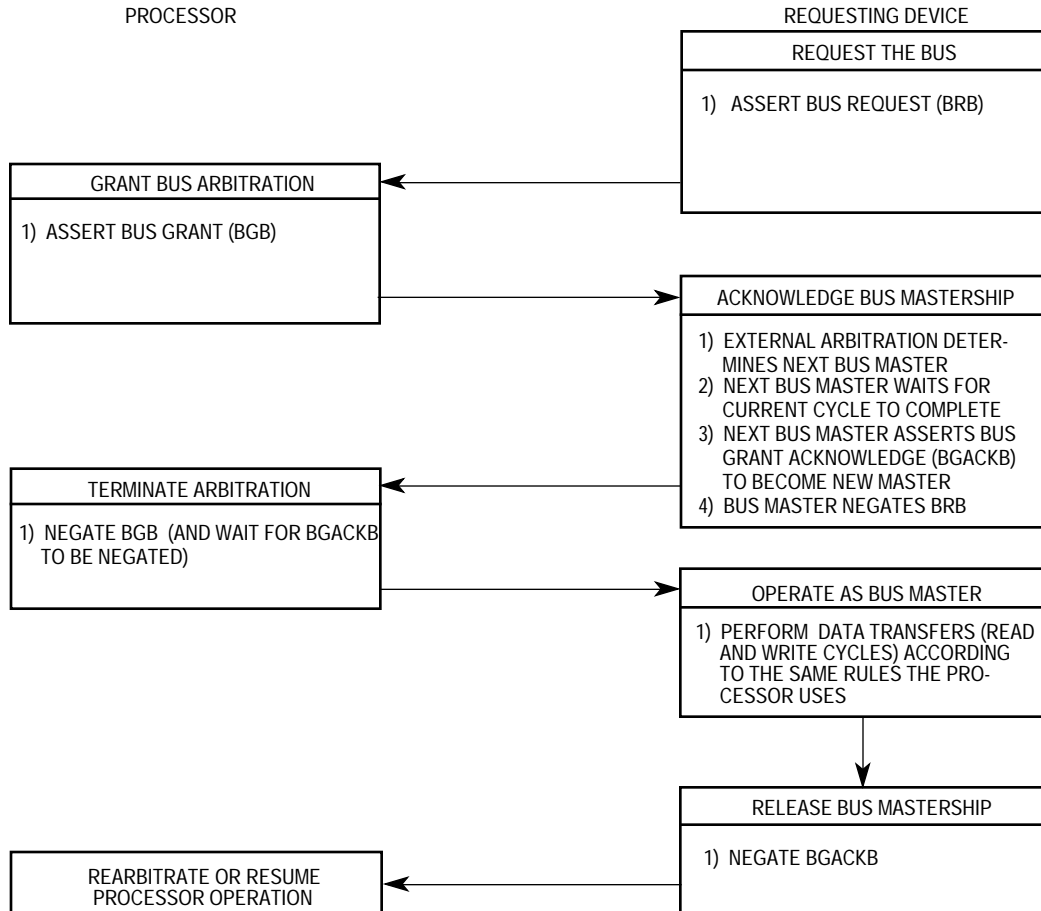 PROCESSOR
REQUESTING DEVICE
REQUEST THE BUS
1) ASSERT BUS REQUEST (BRB)
GRANT BUS ARBITRATION
1) ASSERT BUS GRANT (BGB)
ACKNOWLEDGE BUS MASTERSHIP
1) EXTERNAL ARBITRATION DETER-
MINES NEXT BUS MASTER
2) NEXT BUS MASTER WAITS FOR
CURRENT CYCLE TO COMPLETE
3) NEXT BUS MASTER ASSERTS BUS
GRANT ACKNOWLEDGE (BGACKB)
TO BECOME NEW MASTER
4) BUS MASTER NEGATES BRB
TERMINATE ARBITRATION
1) NEGATE BGB (AND WAIT FOR BGACKB
TO BE NEGATED)
OPERATE AS BUS MASTER
1) PERFORM DATA TRANSFERS (READ
AND WRITE CYCLES) ACCORDING
TO THE SAME RULES THE PRO-
CESSOR USES
RELEASE BUS MASTERSHIP
1) NEGATE BGACKB
REARBITRATE OR RESUME
PROCESSOR OPERATION